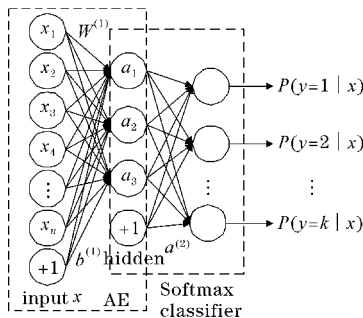 x₁
W⁽¹⁾
x₂
x₃
x₄
⋮
xₙ
+1
a₁
a₂
a₃
+1
b⁽¹⁾ hidden
a⁽²⁾
P(y=1 | x)
P(y=2 | x)
⋮
⋮
P(y=k | x)
input x
AE
Softmax
classifier